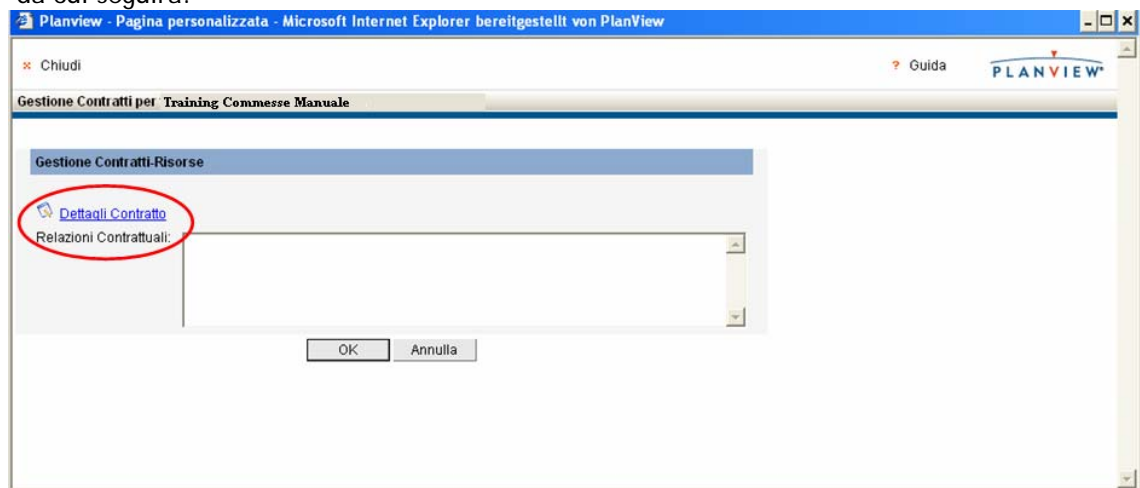 da cui seguirà:
Planview - Pagina personalizzata - Microsoft Internet Explorer bereitgestellt von PlanView
Chiudi
? Guida
PLANVIEW
Gestione Contratti per Training Commesse Manuale
Gestione Contratti-Risorse
Dettagli Contratto
Relazioni Contrattuali:
OK Annulla